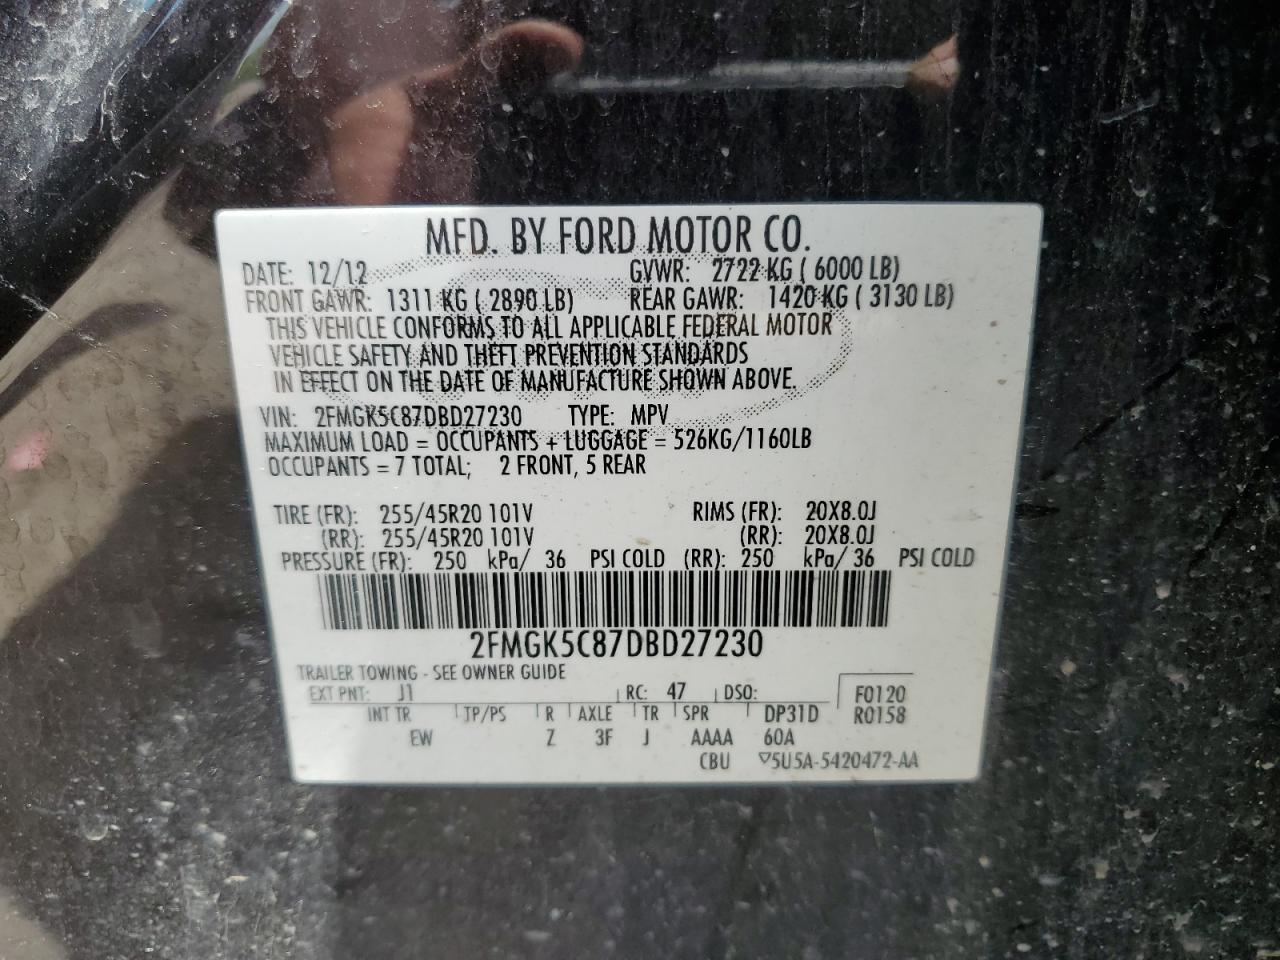 MFD. BY FORD MOTOR CO.
DATE: 12/12 GVWR: 2722 KG ( 6000 LB)
FRONT GAWR: 1311 KG ( 2890 LB) REAR GAWR: 1420 KG ( 3130 LB)
THIS VEHICLE CONFORMS TO ALL APPLICABLE FEDERAL MOTOR
VEHICLE SAFETY AND THEFT PREVENTION STANDARDS
IN EFFECT ON THE DATE OF MANUFACTURE SHOWN ABOVE.
VIN: 2FMGK5C87DBD27230 TYPE: MPV
MAXIMUM LOAD = OCCUPANTS + LUGGAGE = 526KG/1160LB
OCCUPANTS = 7 TOTAL; 2 FRONT, 5 REAR
TIRE (FR): 255/45R20 101V RIMS (FR): 20X8.0J
(RR): 255/45R20 101V (RR): 20X8.0J
PRESSURE (FR): 250 kPa/ 36 PSI COLD (RR): 250 kPa/ 36 PSI COLD
2FMGK5C87DBD27230
TRAILER TOWING - SEE OWNER GUIDE
EXT PNT: J1 RC: 47 DSO: F0120
INT TR TP/PS R AXLE TR SPR DP31D R0158
EW Z 3F J AAAA 60A
CBU ▽5U5A-5420472-AA